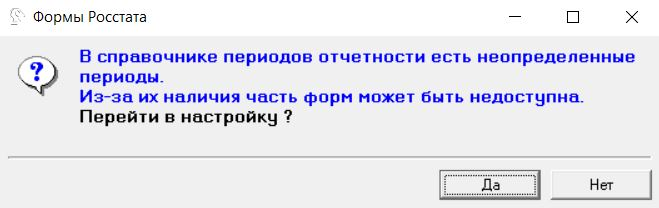 Формы Росстата
В справочнике периодов отчетности есть неопределенные
периоды.
Из-за их наличия часть форм может быть недоступна.
Перейти в настройку ?
Да
Нет